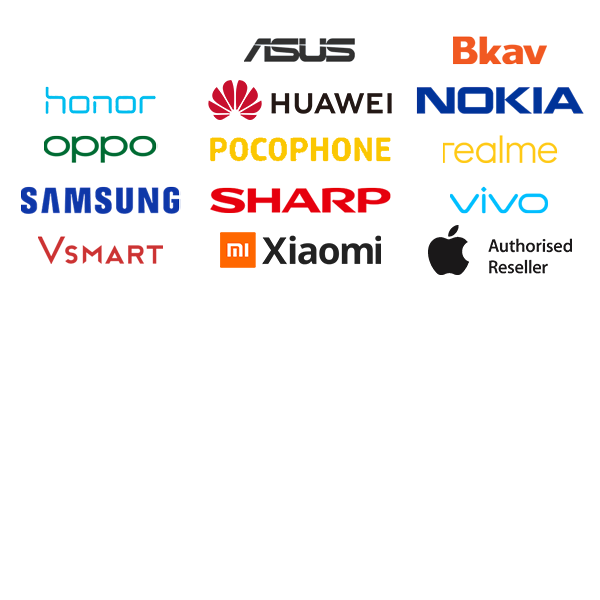 ASUS
Bkav
honor
HUAWEI
NOKIA
oppo
POCOPHONE
realme
SAMSUNG
SHARP
vivo
VSMART
mi
Xiaomi
Authorised
Reseller